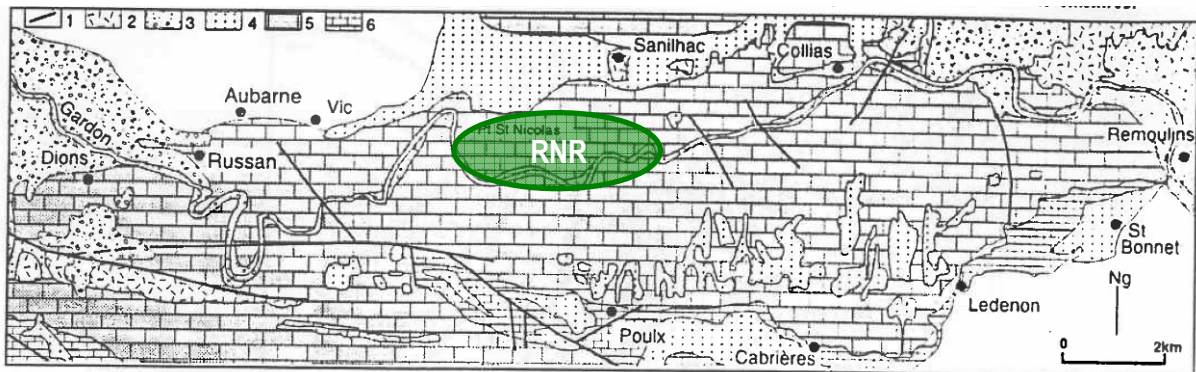 1 2 3 4 5 6
Sanilhac
Collias
Aubarne
Vic
Gardon
Pt St Nicolas
RNR
Remoulins
Dions
Russan
St
Bonnet
Ng
Ledenon
Poulx
Cabrières
0 2km